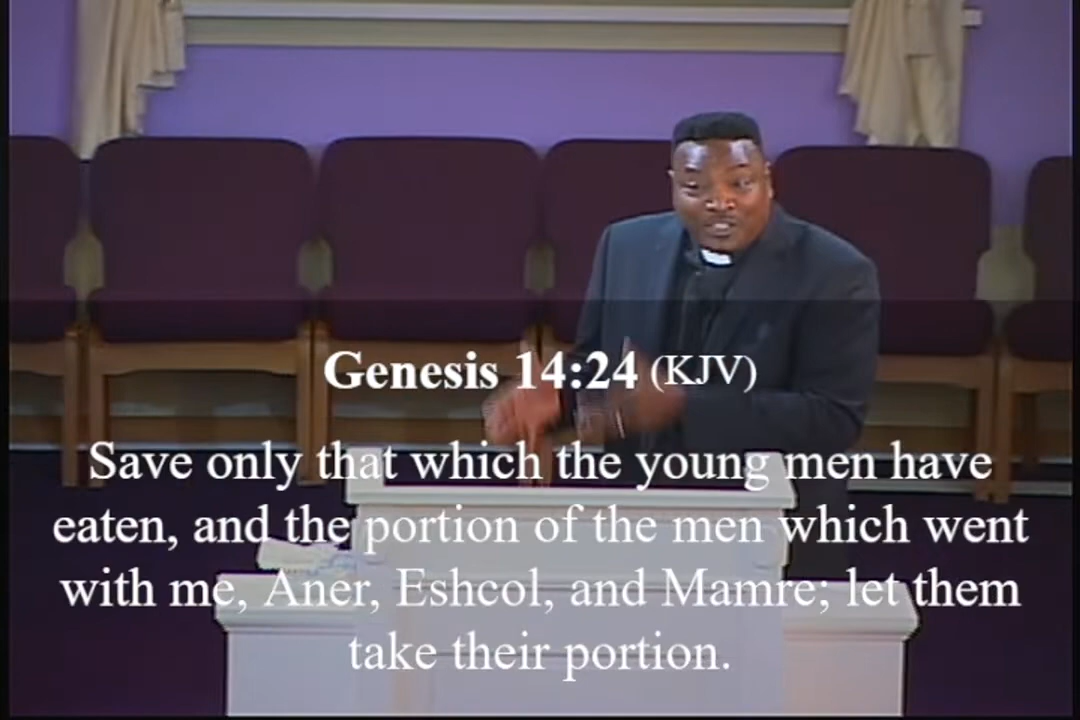 Genesis 14:24 (KJV)
Save only that which the young men have
eaten, and the portion of the men which went
with me, Aner, Eshcol, and Mamre; let them
take their portion.